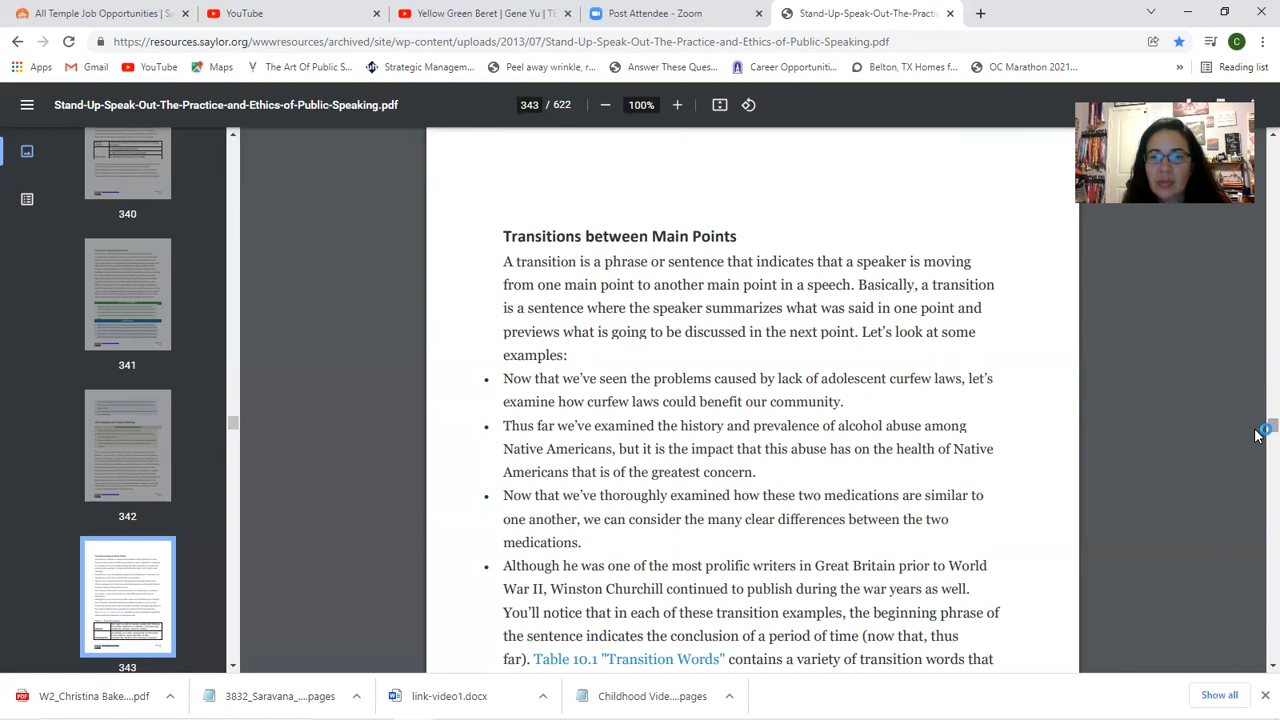 All Temple Job Opportunities | S
YouTube
Yellow Green Beret | Gene Yu | TE
Post Attendee - Zoom
Stand-Up-Speak-Out-The-Practic
https://resources.saylor.org/wwwresources/archived/site/wp-content/uploads/2013/07/Stand-Up-Speak-Out-The-Practice-and-Ethics-of-Public-Speaking.pdf
C
Apps
Gmail
YouTube
Maps
The Art Of Public S...
Strategic Managem...
Peel away wrinkle, r...
Answer These Que...
Career Opportuniti...
Belton, TX Homes f...
OC Marathon 2021...
»
Reading list
Stand-Up-Speak-Out-The-Practice-and-Ethics-of-Public-Speaking.pdf
343 / 622
100%
340
341
342
343
Transitions between Main Points
A transition is a phrase or sentence that indicates that a speaker is moving
from one main point to another main point in a speech. Basically, a transition
is a sentence where the speaker summarizes what was said in one point and
previews what is going to be discussed in the next point. Let's look at some
examples:
• Now that we've seen the problems caused by lack of adolescent curfew laws, let's
examine how curfew laws could benefit our community.
• Thus far we've examined the history and prevalence of alcohol abuse among
Native Americans, but it is the impact that this abuse has on the health of Native
Americans that is of the greatest concern.
• Now that we've thoroughly examined how these two medications are similar to
one another, we can consider the many clear differences between the two
medications.
• Although he was one of the most prolific writers in Great Britain prior to World
War II, Winston Churchill continued to publish during the war years as well.
You'll notice that in each of these transition examples, the beginning phrase of
the sentence indicates the conclusion of a period of time (now that, thus
far). Table 10.1 "Transition Words" contains a variety of transition words that
W2_Christina Bake....pdf
3832_Saravana_....pages
link-video1.docx
Childhood Vide....pages
Show all